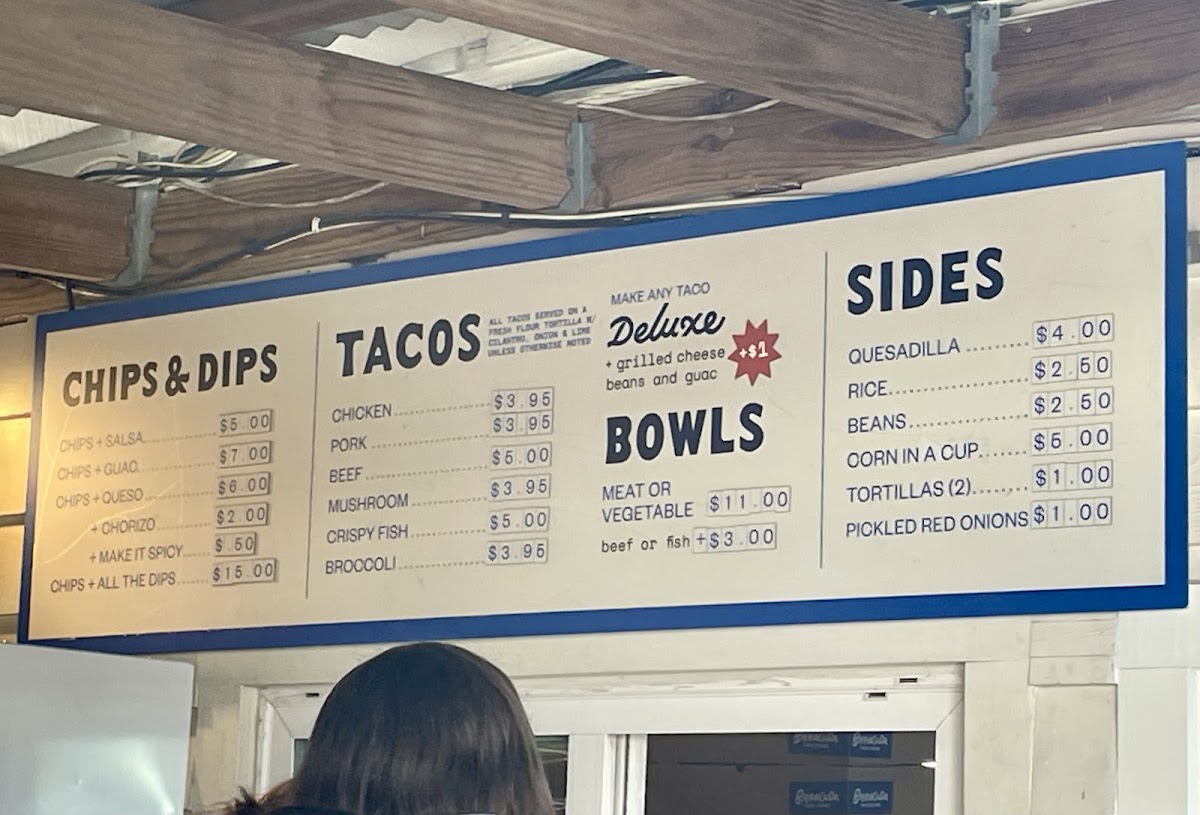 CHIPS & DIPS
CHIPS + SALSA......... $5.00
CHIPS + GUAC......... $7.00
CHIPS + QUESO......... $6.00
+ CHORIZO......... $2.00
+ MAKE IT SPICY...... $.50
CHIPS + ALL THE DIPS...... $15.00
TACOS
ALL TACOS SERVED ON A
FRESH FLOUR TORTILLA W/
CILANTRO, ONION & LIME
UNLESS OTHERWISE NOTED
CHICKEN......... $3.95
PORK......... $3.95
BEEF......... $5.00
MUSHROOM......... $3.95
CRISPY FISH......... $5.00
BROCCOLI......... $3.95
MAKE ANY TACO
Deluxe
+ grilled cheese
beans and guac
+$1
BOWLS
MEAT OR
VEGETABLE $11.00
beef or fish +$3.00
SIDES
QUESADILLA ......... $4.00
RICE......... $2.50
BEANS......... $2.50
CORN IN A CUP...... $5.00
TORTILLAS (2)...... $1.00
PICKLED RED ONIONS $1.00